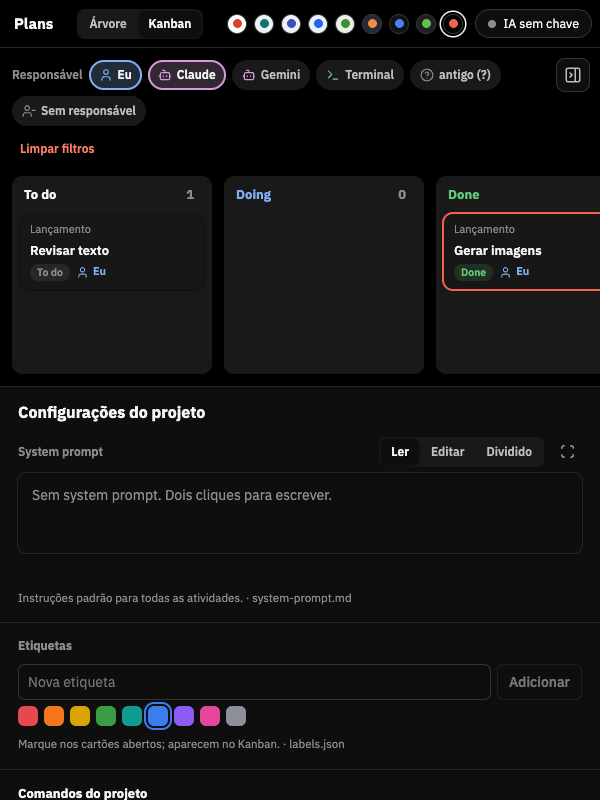 Plans Árvore Kanban IA sem chave
Responsável Eu Claude Gemini Terminal antigo (?)
Sem responsável
Limpar filtros
To do 1 Doing 0 Done
Lançamento Lançamento
Revisar texto Gerar imagens
To do Eu Done Eu
Configurações do projeto
System prompt Ler Editar Dividido
Sem system prompt. Dois cliques para escrever.
Instruções padrão para todas as atividades. · system-prompt.md
Etiquetas
Nova etiqueta Adicionar
Marque nos cartões abertos; aparecem no Kanban. · labels.json
Comandos do projeto